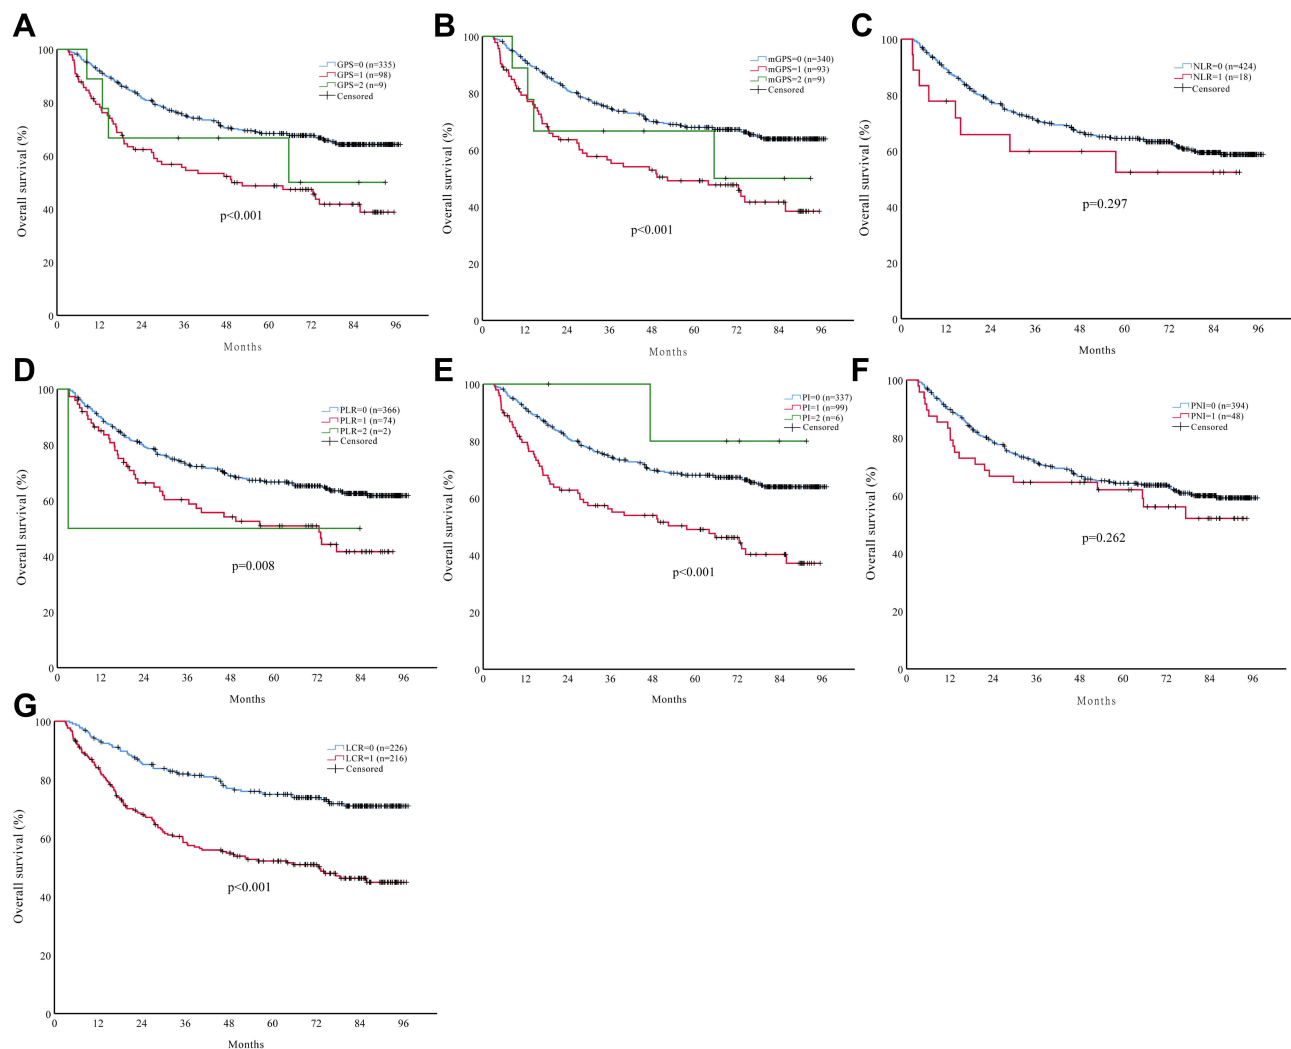 A
Overall survival (%)
100
80
60
40
20
0
GPS=0 (n=335)
GPS=1 (n=98)
GPS=2 (n=9)
Censored
p<0.001
0 12 24 36 48 60 72 84 96
Months
B
Overall survival (%)
100
80
60
40
20
0
mGPS=0 (n=340)
mGPS=1 (n=93)
mGPS=2 (n=9)
Censored
p<0.001
0 12 24 36 48 60 72 84 96
Months
C
Overall survival (%)
100
80
60
40
20
0
NLR=0 (n=424)
NLR=1 (n=18)
Censored
p=0.297
0 12 24 36 48 60 72 84 96
Months
D
Overall survival (%)
100
80
60
40
20
0
PLR=0 (n=366)
PLR=1 (n=74)
PLR=2 (n=2)
Censored
p=0.008
0 12 24 36 48 60 72 84 96
Months
E
Overall survival (%)
100
80
60
40
20
0
PI=0 (n=337)
PI=1 (n=99)
PI=2 (n=6)
Censored
p<0.001
0 12 24 36 48 60 72 84 96
Months
F
Overall survival (%)
100
80
60
40
20
0
PNI=0 (n=394)
PNI=1 (n=48)
Censored
p=0.262
0 12 24 36 48 60 72 84 96
Months
G
Overall survival (%)
100
80
60
40
20
0
LCR=0 (n=226)
LCR=1 (n=216)
Censored
p<0.001
0 12 24 36 48 60 72 84 96
Months